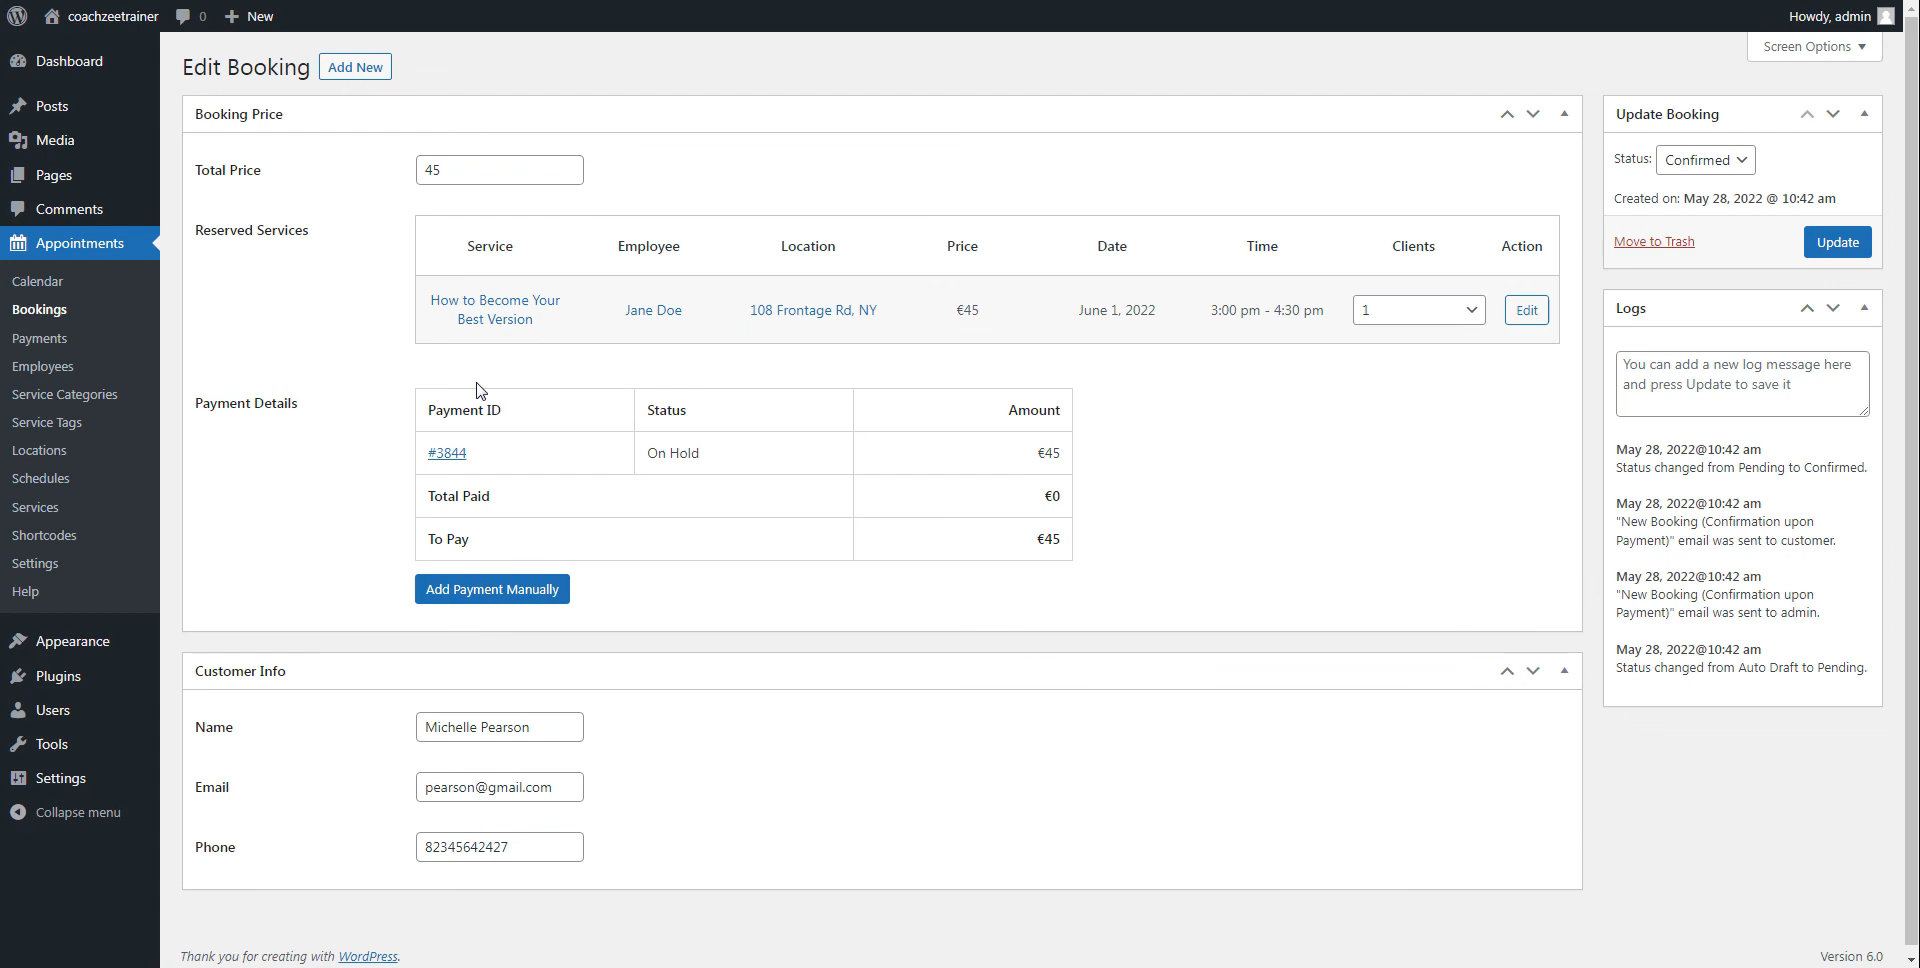 coachzeetrainer
0
New
Howdy, admin
Screen Options
Dashboard
Posts
Media
Pages
Comments
Appointments
Calendar
Bookings
Payments
Employees
Service Categories
Service Tags
Locations
Schedules
Services
Shortcodes
Settings
Help
Appearance
Plugins
Users
Tools
Settings
Collapse menu
Edit Booking
Add New
Booking Price
Total Price
45
Reserved Services
Service Employee Location Price Date Time Clients Action
How to Become Your
Best Version
Jane Doe
108 Frontage Rd, NY
€45
June 1, 2022
3:00 pm - 4:30 pm
1
Edit
Payment Details
Payment ID Status Amount
#3844 On Hold €45
Total Paid €0
To Pay €45
Add Payment Manually
Customer Info
Name
Michelle Pearson
Email
pearson@gmail.com
Phone
82345642427
Update Booking
Status: Confirmed
Created on: May 28, 2022 @ 10:42 am
Move to Trash
Update
Logs
You can add a new log message here
and press Update to save it
May 28, 2022@10:42 am
Status changed from Pending to Confirmed.
May 28, 2022@10:42 am
"New Booking (Confirmation upon
Payment)" email was sent to customer.
May 28, 2022@10:42 am
"New Booking (Confirmation upon
Payment)" email was sent to admin.
May 28, 2022@10:42 am
Status changed from Auto Draft to Pending.
Thank you for creating with WordPress.
Version 6.0